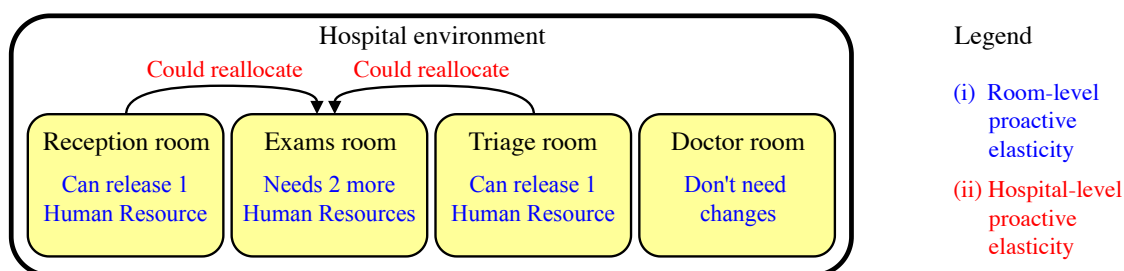 Hospital environment
Could reallocate
Could reallocate
Reception room
Can release 1
Human Resource
Exams room
Needs 2 more
Human Resources
Triage room
Can release 1
Human Resource
Doctor room
Don't need
changes
Legend
(i) Room-level
proactive
elasticity
(ii) Hospital-level
proactive
elasticity